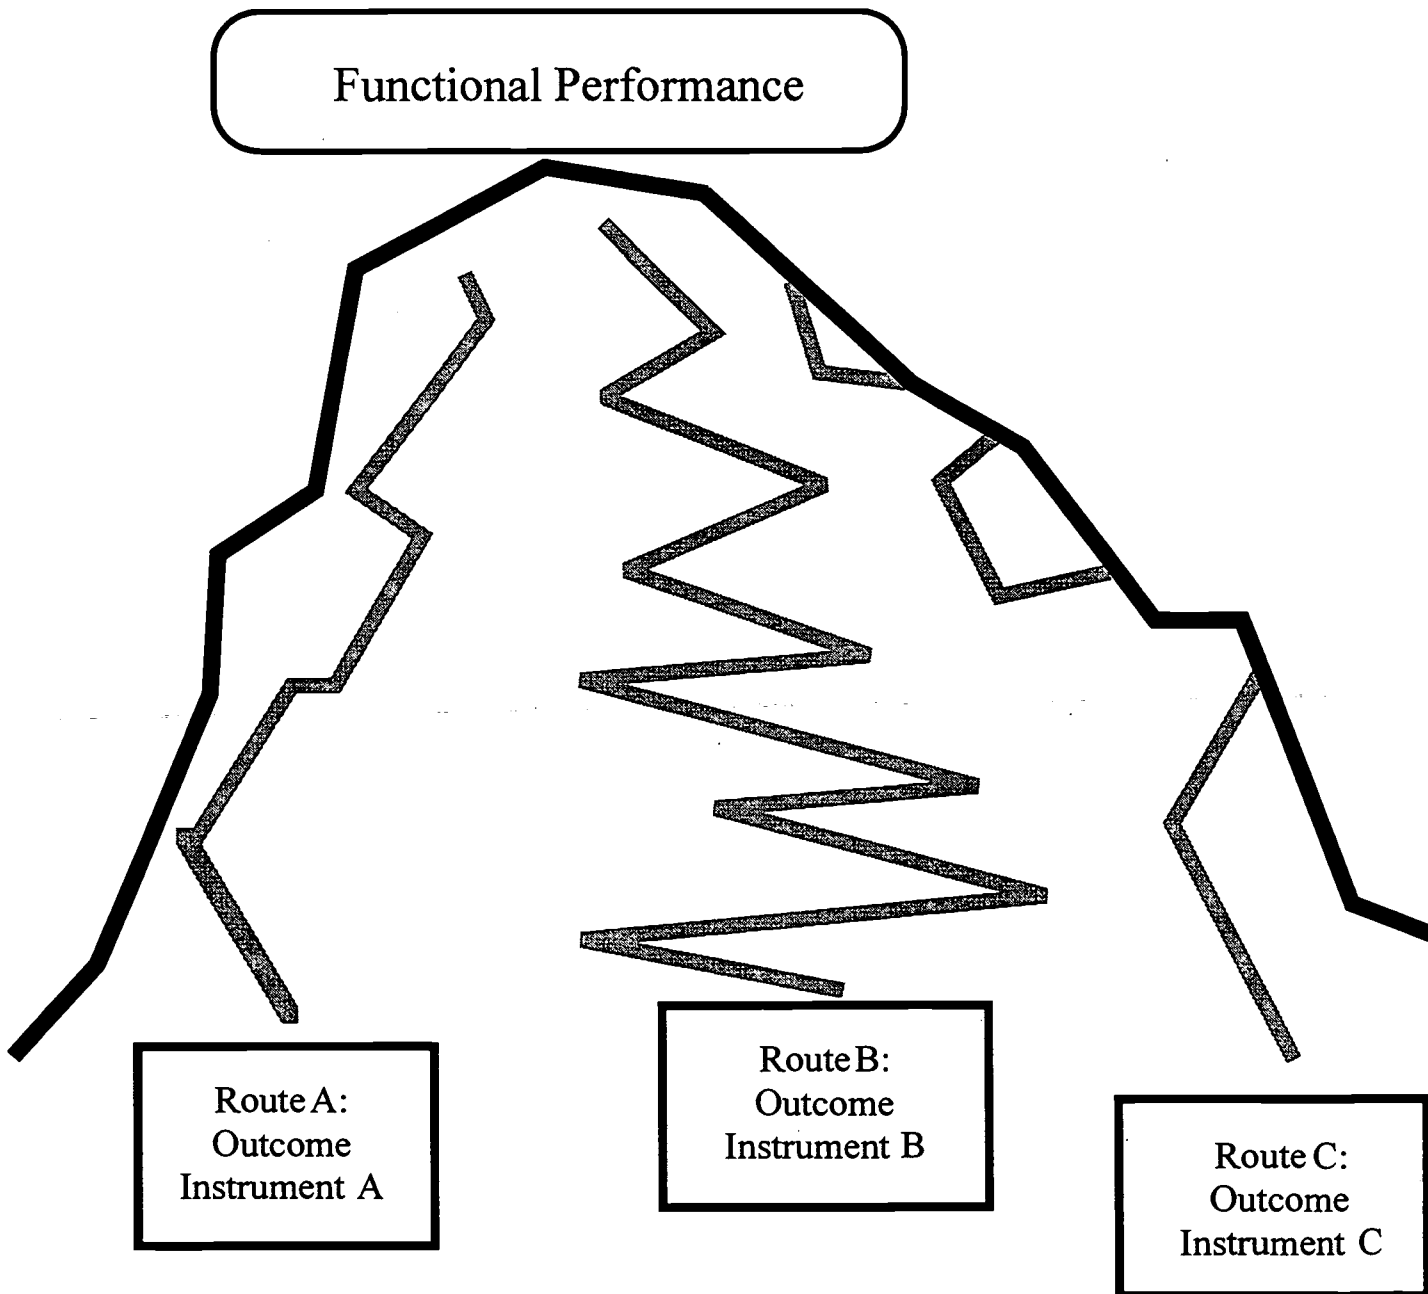 Functional Performance
Route A:
Outcome
Instrument A
Route B:
Outcome
Instrument B
Route C:
Outcome
Instrument C